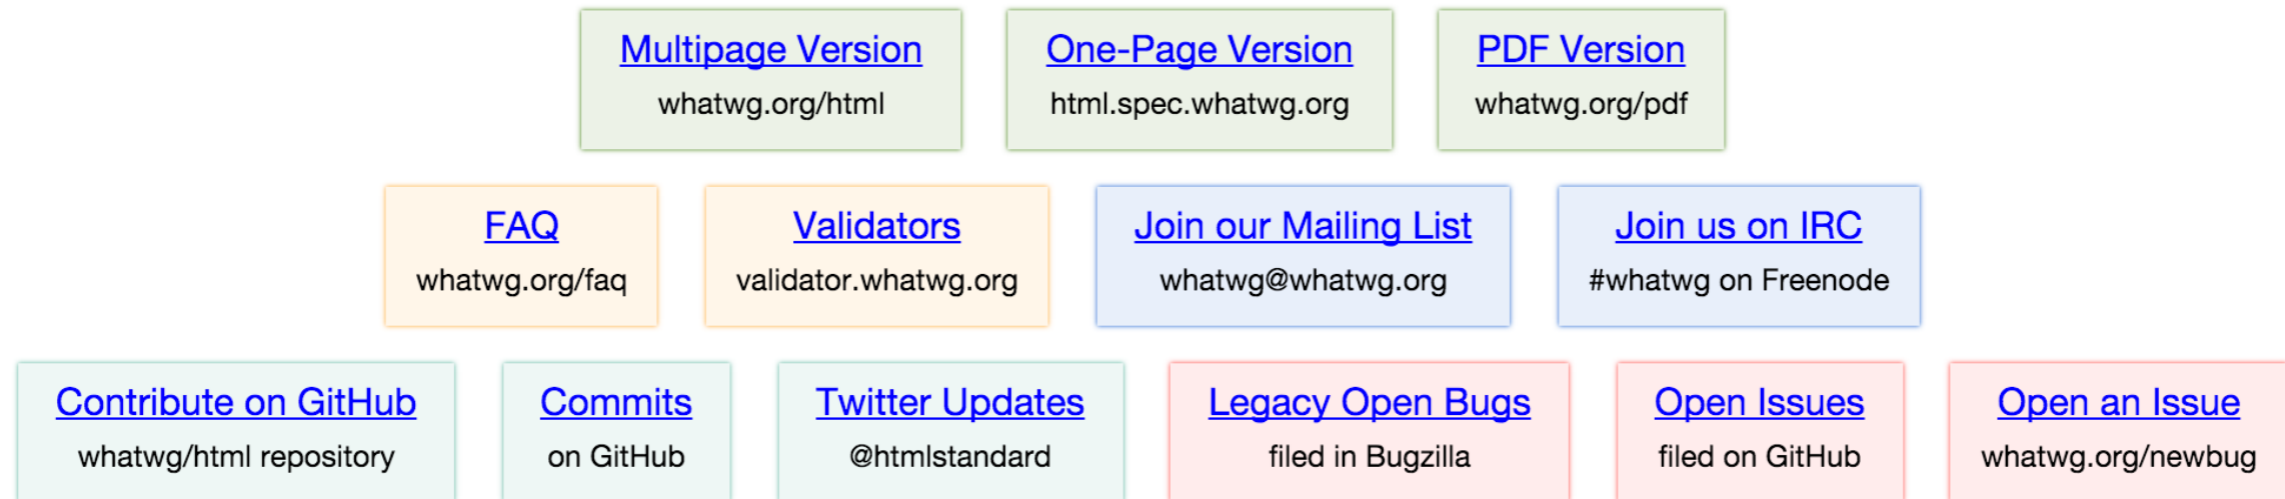 Multipage Version
whatwg.org/html
One-Page Version
html.spec.whatwg.org
PDF Version
whatwg.org/pdf
FAQ
whatwg.org/faq
Validators
validator.whatwg.org
Join our Mailing List
whatwg@whatwg.org
Join us on IRC
#whatwg on Freenode
Contribute on GitHub
whatwg/html repository
Commits
on GitHub
Twitter Updates
@htmlstandard
Legacy Open Bugs
filed in Bugzilla
Open Issues
filed on GitHub
Open an Issue
whatwg.org/newbug